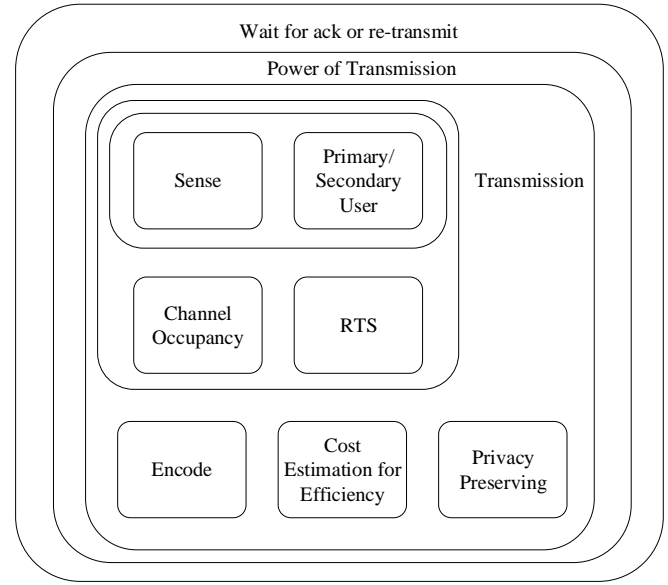 Wait for ack or re-transmit
Power of Transmission
Sense
Primary/
Secondary
User
Transmission
Channel
Occupancy
RTS
Encode
Cost
Estimation for
Efficiency
Privacy
Preserving